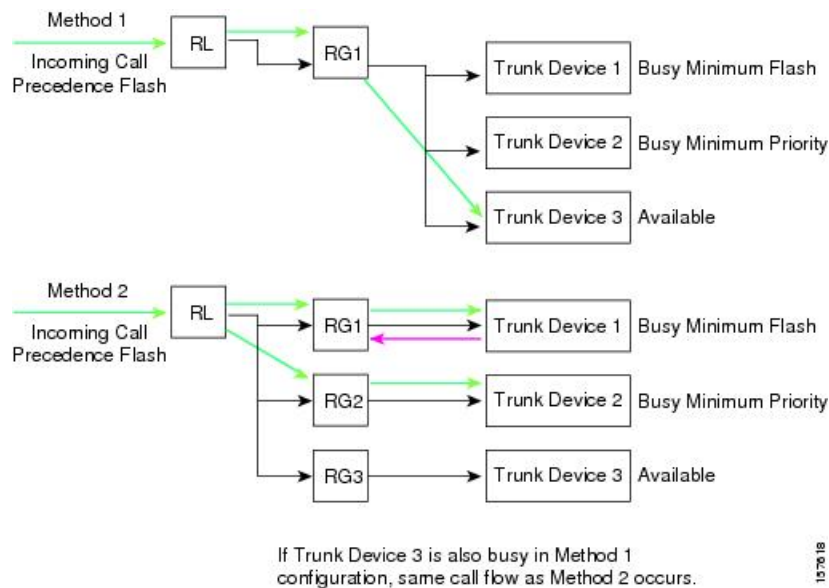 Method 1
Incoming Call
Precedence Flash
RL
RG1
Trunk Device 1
Busy Minimum Flash
Trunk Device 2
Busy Minimum Priority
Trunk Device 3
Available
Method 2
Incoming Call
Precedence Flash
RL
RG1
Trunk Device 1
Busy Minimum Flash
RG2
Trunk Device 2
Busy Minimum Priority
RG3
Trunk Device 3
Available
If Trunk Device 3 is also busy in Method 1
configuration, same call flow as Method 2 occurs.
157618